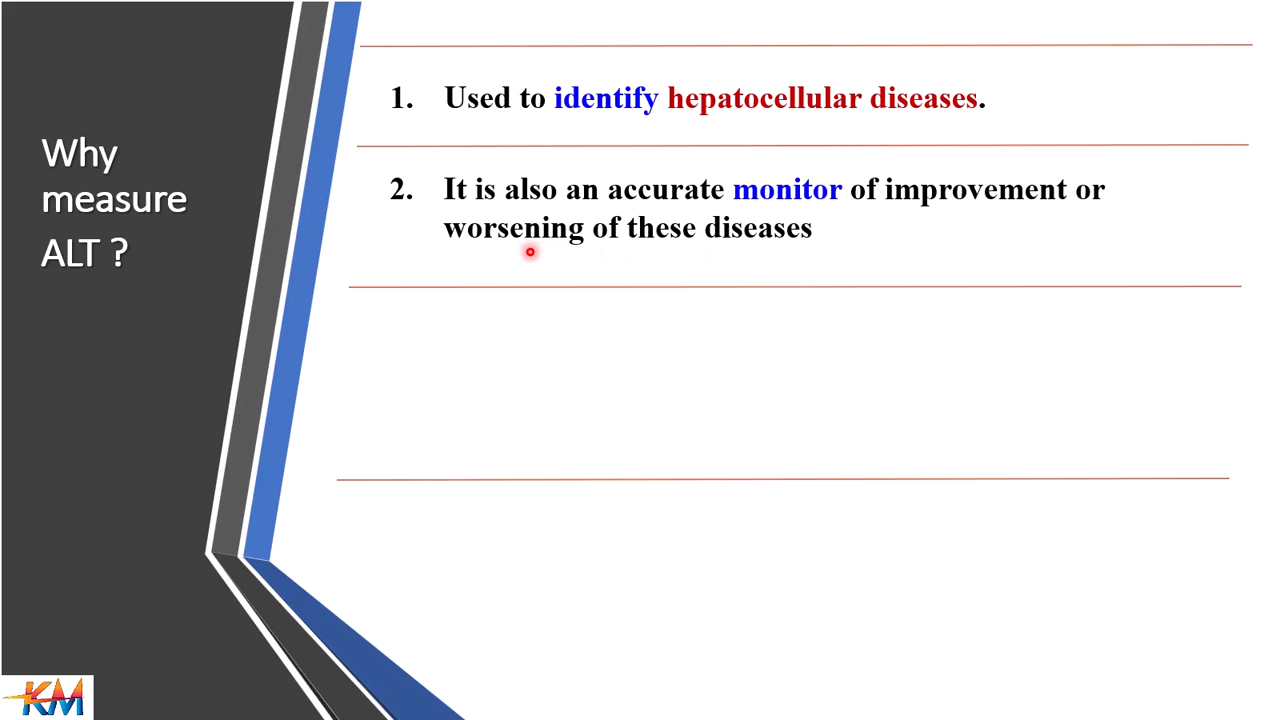 Why
measure
ALT ?
1. Used to identify hepatocellular diseases.
2. It is also an accurate monitor of improvement or
worsening of these diseases
KM